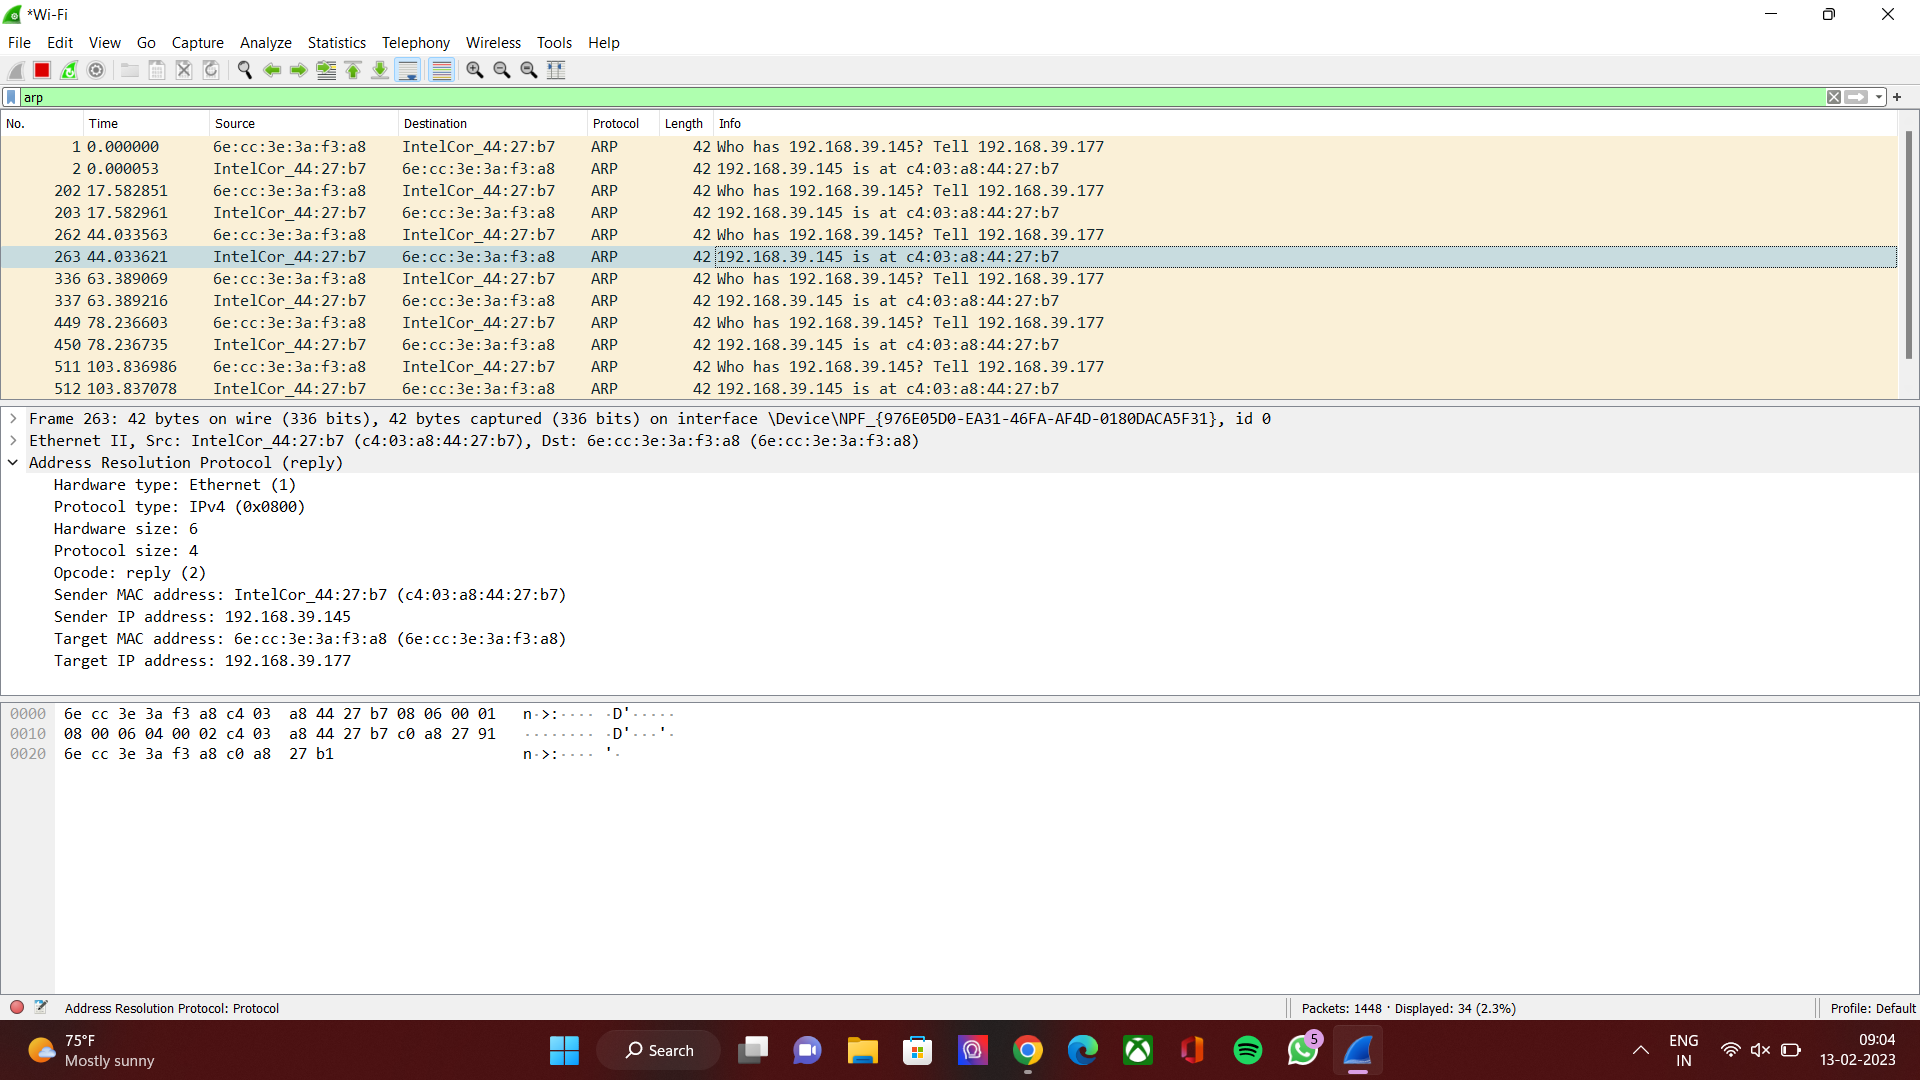 *Wi-Fi
File Edit View Go Capture Analyze Statistics Telephony Wireless Tools Help
arp
No. Time Source Destination Protocol Length Info
1 0.000000 6e:cc:3e:3a:f3:a8 IntelCor_44:27:b7 ARP 42 Who has 192.168.39.145? Tell 192.168.39.177
2 0.000053 IntelCor_44:27:b7 6e:cc:3e:3a:f3:a8 ARP 42 192.168.39.145 is at c4:03:a8:44:27:b7
202 17.582851 6e:cc:3e:3a:f3:a8 IntelCor_44:27:b7 ARP 42 Who has 192.168.39.145? Tell 192.168.39.177
203 17.582961 IntelCor_44:27:b7 6e:cc:3e:3a:f3:a8 ARP 42 192.168.39.145 is at c4:03:a8:44:27:b7
262 44.033563 6e:cc:3e:3a:f3:a8 IntelCor_44:27:b7 ARP 42 Who has 192.168.39.145? Tell 192.168.39.177
263 44.033621 IntelCor_44:27:b7 6e:cc:3e:3a:f3:a8 ARP 42 192.168.39.145 is at c4:03:a8:44:27:b7
336 63.389069 6e:cc:3e:3a:f3:a8 IntelCor_44:27:b7 ARP 42 Who has 192.168.39.145? Tell 192.168.39.177
337 63.389216 IntelCor_44:27:b7 6e:cc:3e:3a:f3:a8 ARP 42 192.168.39.145 is at c4:03:a8:44:27:b7
449 78.236603 6e:cc:3e:3a:f3:a8 IntelCor_44:27:b7 ARP 42 Who has 192.168.39.145? Tell 192.168.39.177
450 78.236735 IntelCor_44:27:b7 6e:cc:3e:3a:f3:a8 ARP 42 192.168.39.145 is at c4:03:a8:44:27:b7
511 103.836986 6e:cc:3e:3a:f3:a8 IntelCor_44:27:b7 ARP 42 Who has 192.168.39.145? Tell 192.168.39.177
512 103.837078 IntelCor_44:27:b7 6e:cc:3e:3a:f3:a8 ARP 42 192.168.39.145 is at c4:03:a8:44:27:b7
Frame 263: 42 bytes on wire (336 bits), 42 bytes captured (336 bits) on interface \Device\NPF_{976E05D0-EA31-46FA-AF4D-0180DACA5F31}, id 0
Ethernet II, Src: IntelCor_44:27:b7 (c4:03:a8:44:27:b7), Dst: 6e:cc:3e:3a:f3:a8 (6e:cc:3e:3a:f3:a8)
Address Resolution Protocol (reply)
Hardware type: Ethernet (1)
Protocol type: IPv4 (0x0800)
Hardware size: 6
Protocol size: 4
Opcode: reply (2)
Sender MAC address: IntelCor_44:27:b7 (c4:03:a8:44:27:b7)
Sender IP address: 192.168.39.145
Target MAC address: 6e:cc:3e:3a:f3:a8 (6e:cc:3e:3a:f3:a8)
Target IP address: 192.168.39.177
0000 6e cc 3e 3a f3 a8 c4 03 a8 44 27 b7 08 06 00 01 n·>:···· ·D'·····
0010 08 00 06 04 00 02 c4 03 a8 44 27 b7 c0 a8 27 91 ········ ·D'···'·
0020 6e cc 3e 3a f3 a8 c0 a8 27 b1 n·>:···· '·
Address Resolution Protocol: Protocol Packets: 1448 · Displayed: 34 (2.3%) Profile: Default
75°F
Mostly sunny
Search
5
ENG
IN
09:04
13-02-2023